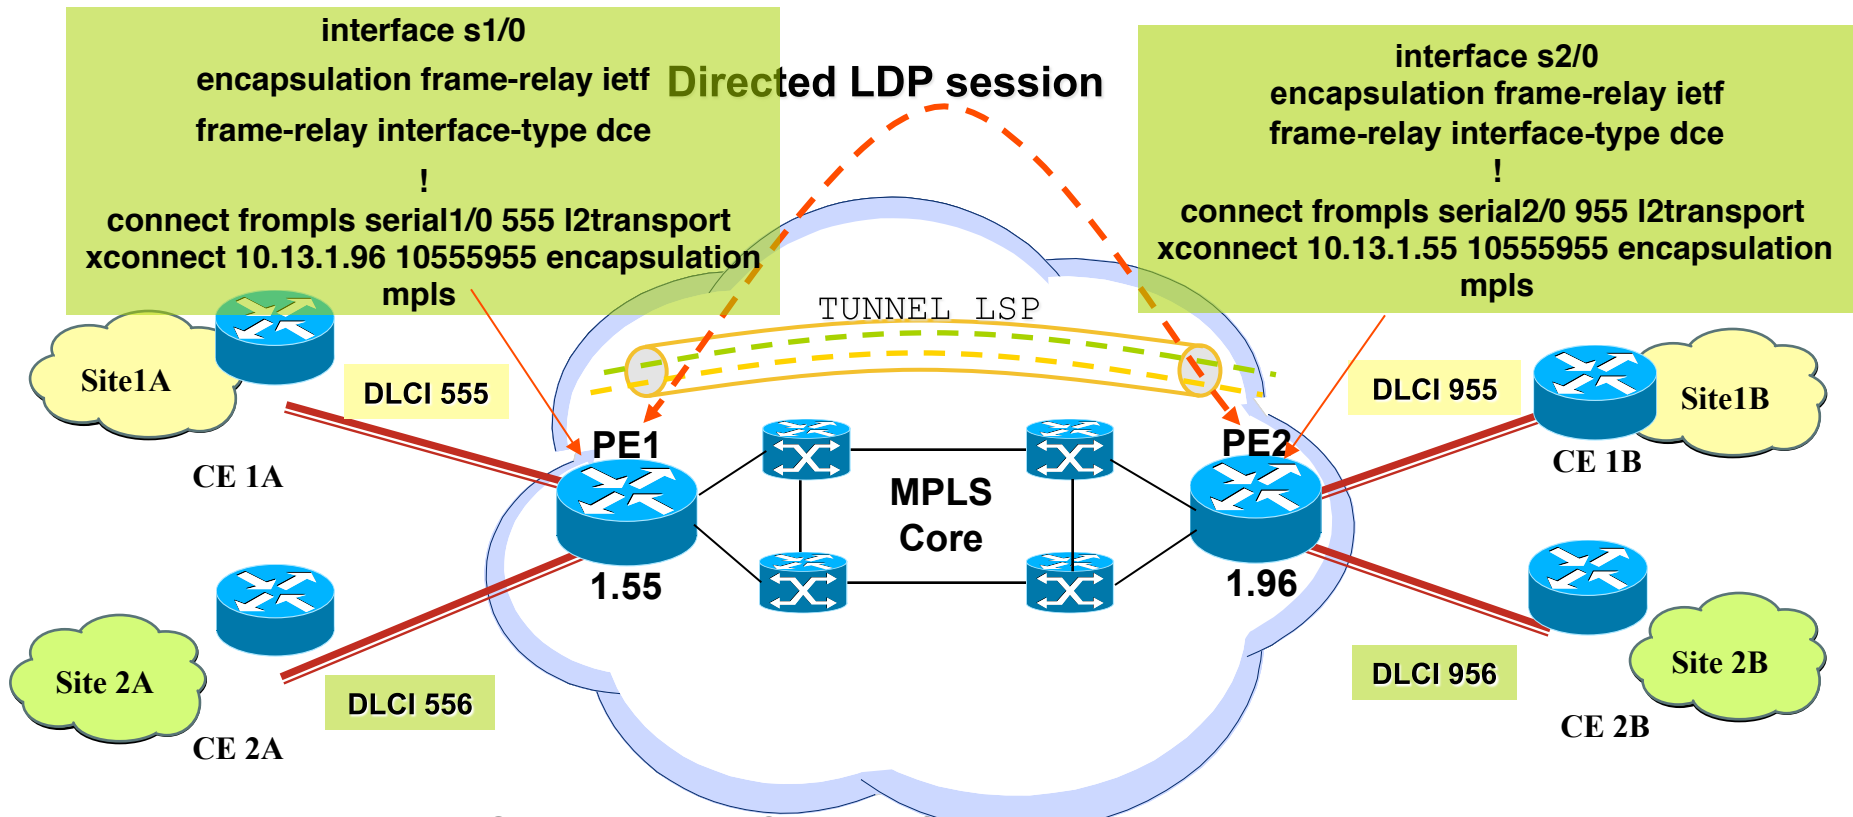 interface s1/0
encapsulation frame-relay ietf
frame-relay interface-type dce
!
connect frompls serial1/0 555 l2transport
xconnect 10.13.1.96 10555955 encapsulation
mpls
Directed LDP session
interface s2/0
encapsulation frame-relay ietf
frame-relay interface-type dce
!
connect frompls serial2/0 955 l2transport
xconnect 10.13.1.55 10555955 encapsulation
mpls
TUNNEL LSP
Site1A
DLCI 555
DLCI 955
Site1B
CE 1A
PE1
PE2
CE 1B
MPLS
Core
1.55
1.96
Site 2A
DLCI 556
DLCI 956
Site 2B
CE 2A
CE 2B